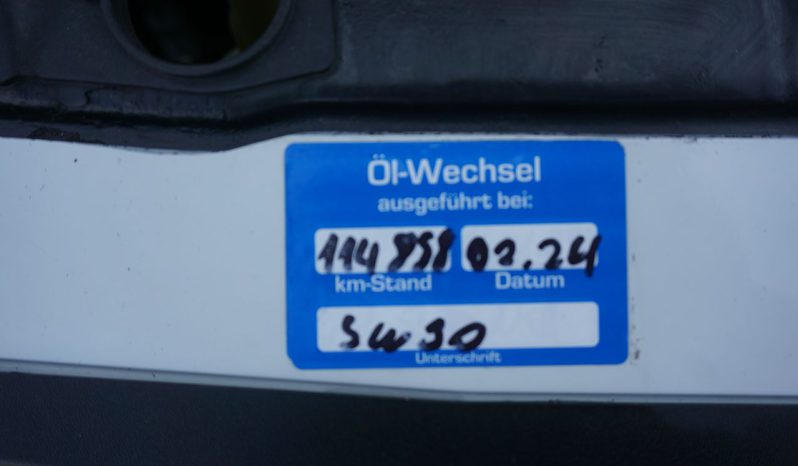 Öl-Wechsel
ausgeführt bei:
114 858 02.24
km-Stand Datum
5W30
Unterschrift